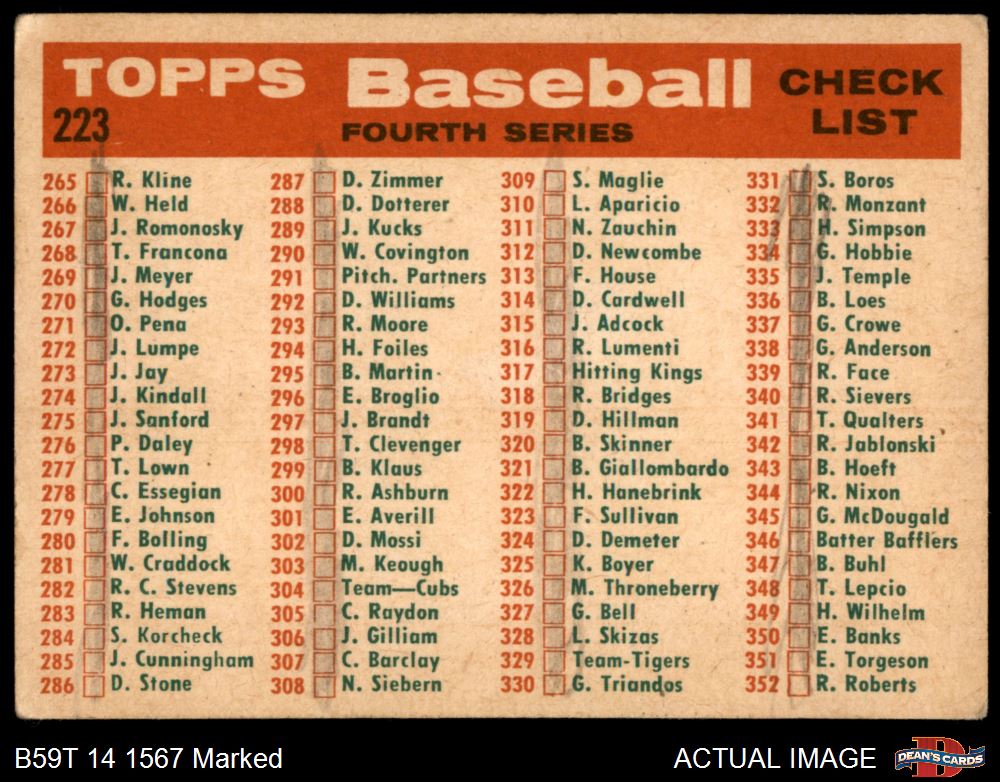 TOPPS Baseball CHECK LIST
223
FOURTH SERIES
265 R. Kline
266 W. Held
267 J. Romonosky
268 T. Francona
269 J. Meyer
270 G. Hodges
271 O. Pena
272 J. Lumpe
273 J. Jay
274 J. Kindall
275 J. Sanford
276 P. Daley
277 T. Lown
278 C. Essegian
279 E. Johnson
280 F. Bolling
281 W. Craddock
282 R. C. Stevens
283 R. Heman
284 S. Korcheck
285 J. Cunningham
286 D. Stone
287 D. Zimmer
288 D. Dotterer
289 J. Kucks
290 W. Covington
291 Pitch. Partners
292 D. Williams
293 R. Moore
294 H. Foiles
295 B. Martin
296 E. Broglio
297 J. Brandt
298 T. Clevenger
299 B. Klaus
300 R. Ashburn
301 E. Averill
302 D. Mossi
303 M. Keough
304 Team—Cubs
305 C. Raydon
306 J. Gilliam
307 C. Barclay
308 N. Siebern
309 S. Maglie
310 L. Aparicio
311 N. Zauchin
312 D. Newcombe
313 F. House
314 D. Cardwell
315 J. Adcock
316 R. Lumenti
317 Hitting Kings
318 R. Bridges
319 D. Hillman
320 B. Skinner
321 B. Giallombardo
322 H. Hanebrink
323 F. Sullivan
324 D. Demeter
325 K. Boyer
326 M. Throneberry
327 G. Bell
328 L. Skizas
329 Team-Tigers
330 G. Triandos
331 S. Boros
332 R. Monzant
333 H. Simpson
334 G. Hobbie
335 J. Temple
336 B. Loes
337 G. Crowe
338 G. Anderson
339 R. Face
340 R. Sievers
341 T. Qualters
342 R. Jablonski
343 B. Hoeft
344 R. Nixon
345 G. McDougald
346 Batter Bafflers
347 B. Buhl
348 T. Lepcio
349 H. Wilhelm
350 E. Banks
351 E. Torgeson
352 R. Roberts
B59T 14 1567 Marked
ACTUAL IMAGE
D
DEAN'S CARDS